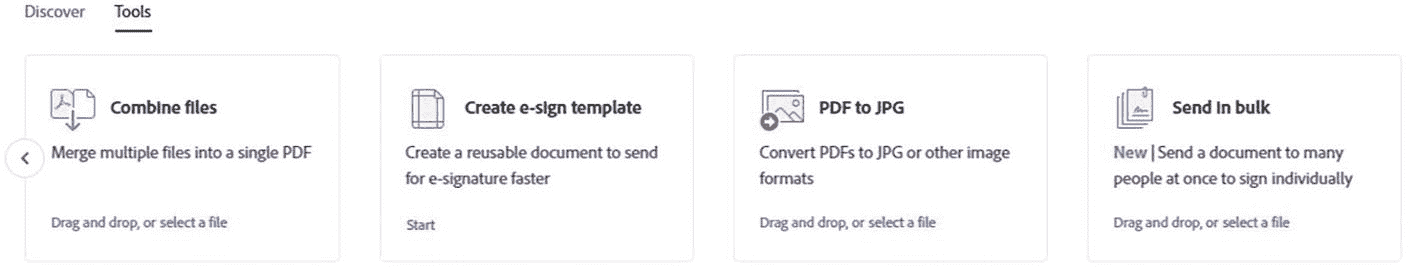 Discover
Tools
Combine files
Merge multiple files into a single PDF
Drag and drop, or select a file
Create e-sign template
Create a reusable document to send
for e-signature faster
Start
PDF to JPG
Convert PDFs to JPG or other image
formats
Drag and drop, or select a file
Send in bulk
New | Send a document to many
people at once to sign individually
Drag and drop, or select a file